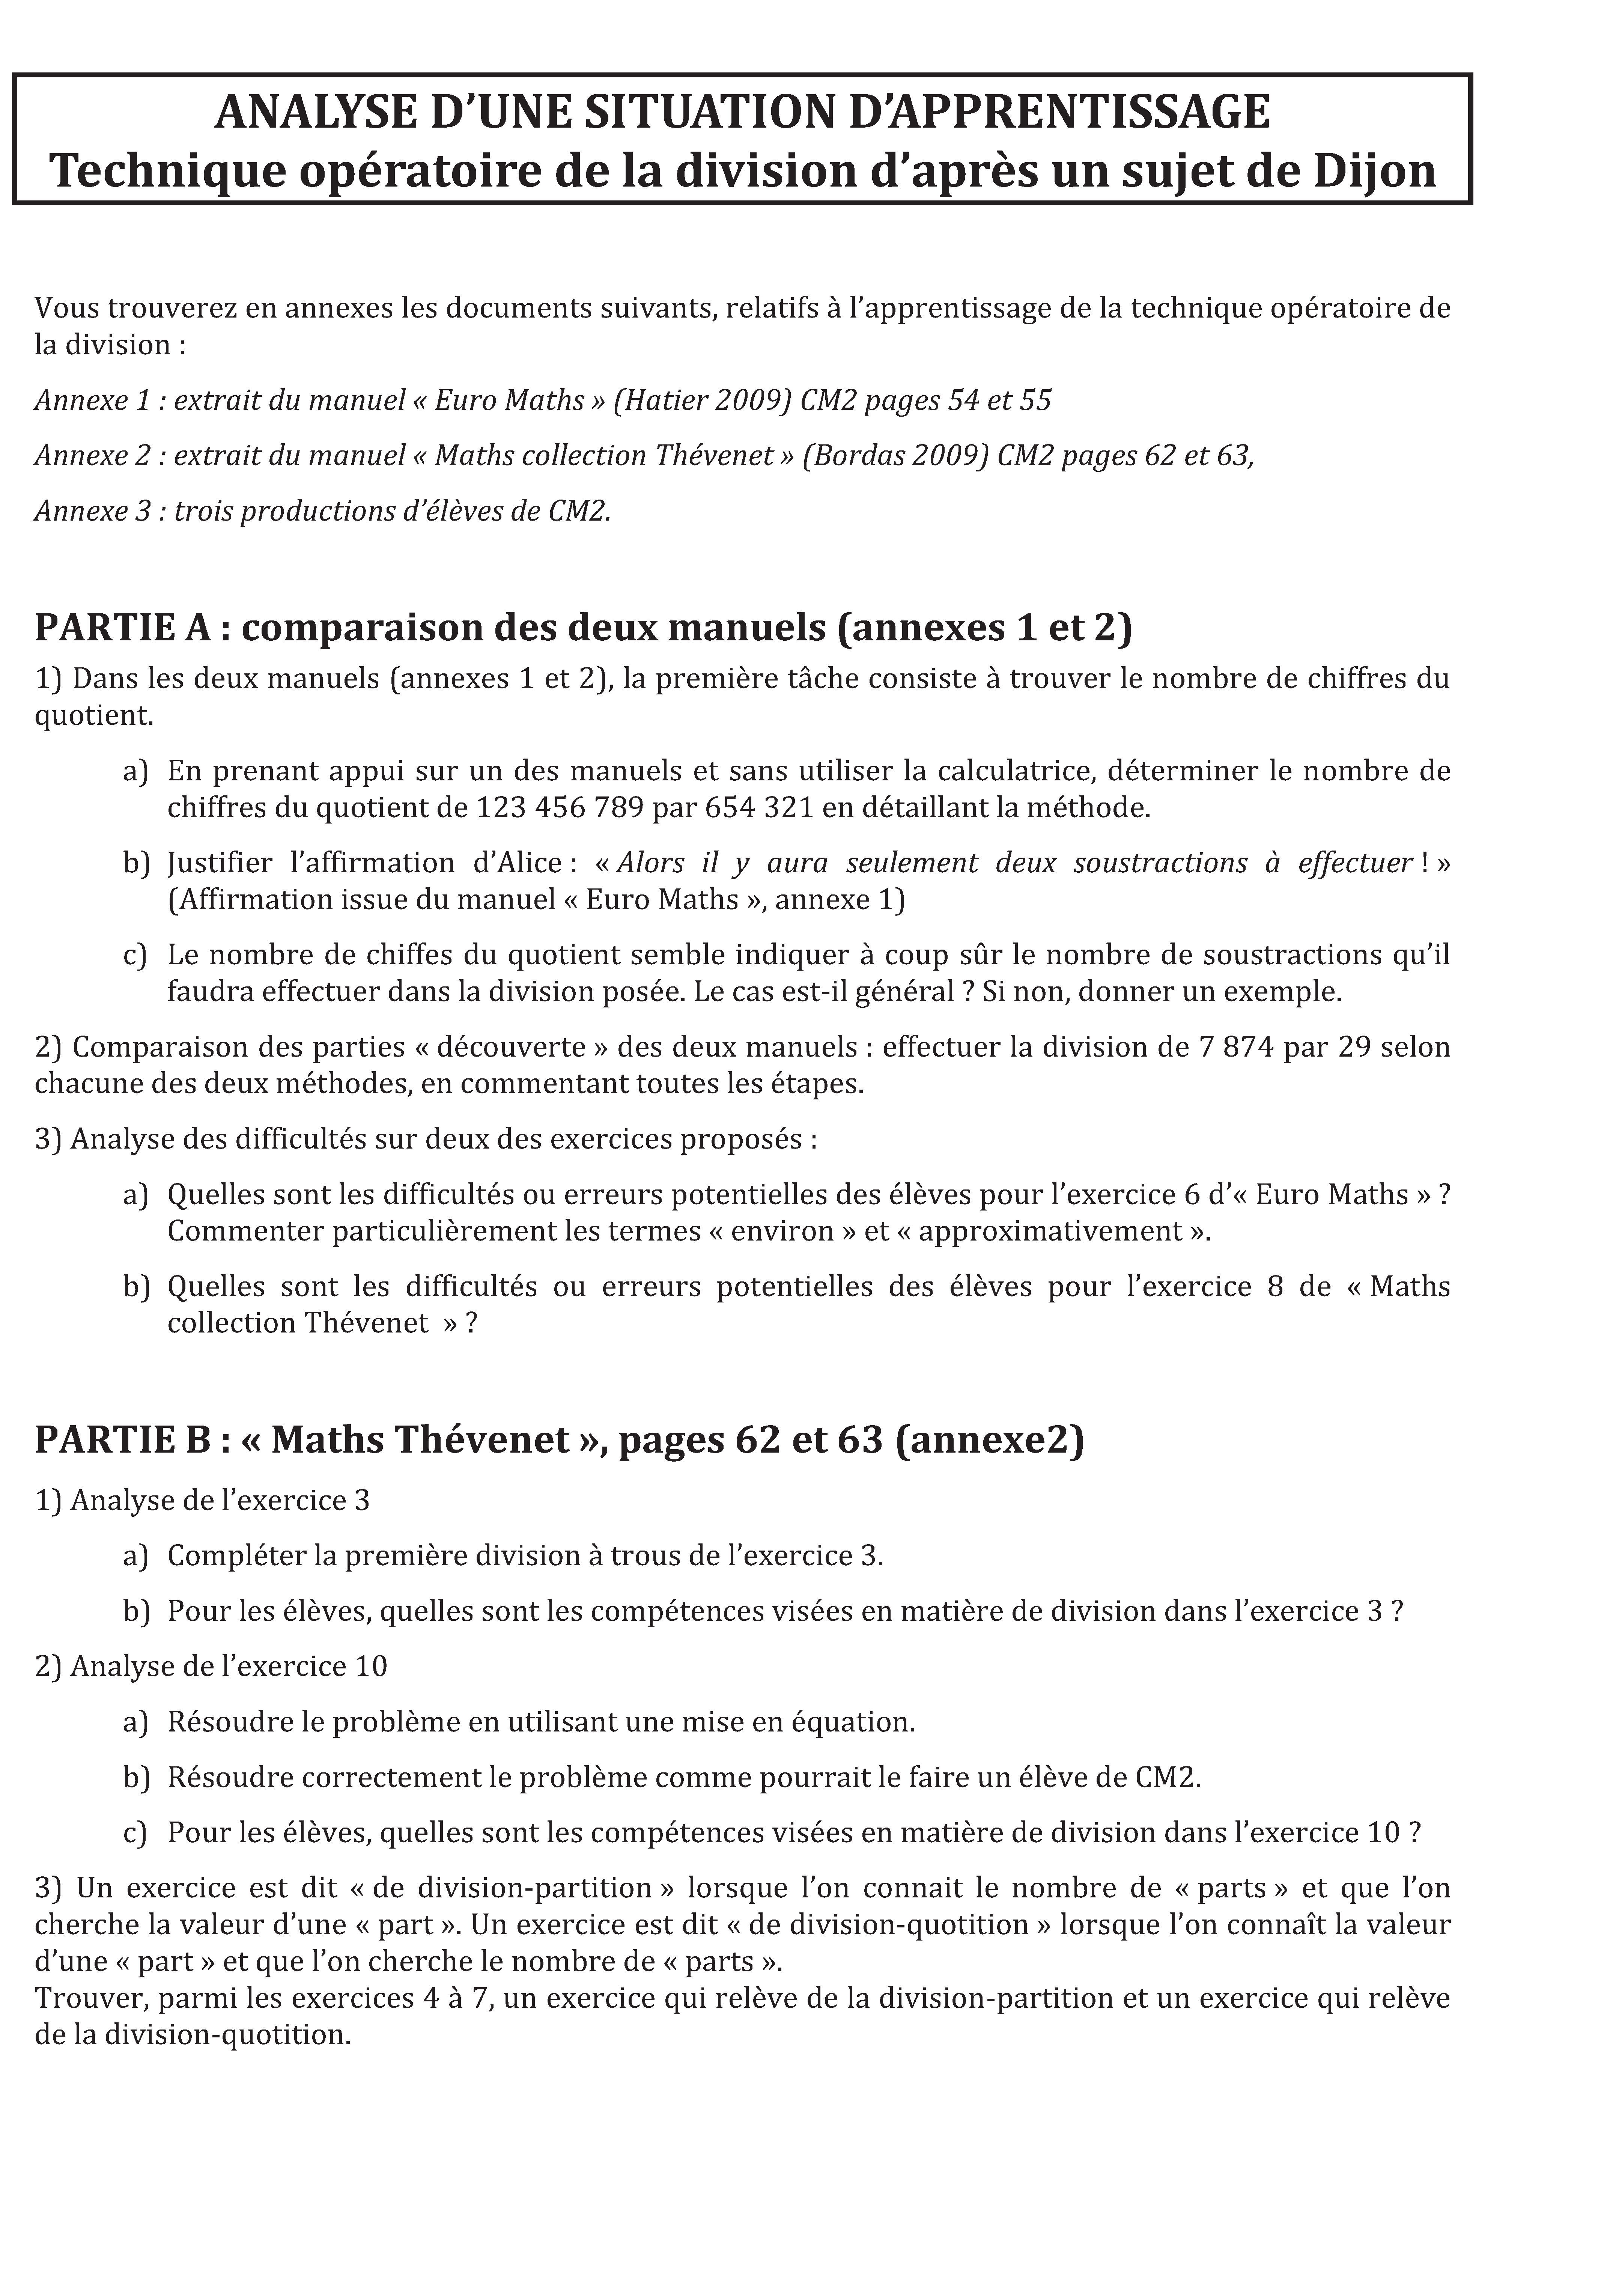 ANALYSE D’UNE SITUATION D’APPRENTISSAGE
Technique opératoire de la division d’après un sujet de Dijon
Vous trouverez en annexes les documents suivants, relatifs à l’apprentissage de la technique opératoire de
la division :
Annexe 1 : extrait du manuel « Euro Maths » (Hatier 2009) CM2 pages 54 et 55
Annexe 2 : extrait du manuel « Maths collection Thévenet » (Bordas 2009) CM2 pages 62 et 63,
Annexe 3 : trois productions d’élèves de CM2.
PARTIE A : comparaison des deux manuels (annexes 1 et 2)
1) Dans les deux manuels (annexes 1 et 2), la première tâche consiste à trouver le nombre de chiffres du
quotient.
a) En prenant appui sur un des manuels et sans utiliser la calculatrice, déterminer le nombre de
chiffres du quotient de 123 456 789 par 654 321 en détaillant la méthode.
b) Justifier l’affirmation d’Alice : « Alors il y aura seulement deux soustractions à effectuer ! »
(Affirmation issue du manuel « Euro Maths », annexe 1)
c) Le nombre de chiffes du quotient semble indiquer à coup sûr le nombre de soustractions qu’il
faudra effectuer dans la division posée. Le cas est-il général ? Si non, donner un exemple.
2) Comparaison des parties « découverte » des deux manuels : effectuer la division de 7 874 par 29 selon
chacune des deux méthodes, en commentant toutes les étapes.
3) Analyse des difficultés sur deux des exercices proposés :
a) Quelles sont les difficultés ou erreurs potentielles des élèves pour l’exercice 6 d’« Euro Maths » ?
Commenter particulièrement les termes « environ » et « approximativement ».
b) Quelles sont les difficultés ou erreurs potentielles des élèves pour l’exercice 8 de « Maths
collection Thévenet  » ?
PARTIE B : « Maths Thévenet », pages 62 et 63 (annexe2)
1) Analyse de l’exercice 3
a) Compléter la première division à trous de l’exercice 3.
b) Pour les élèves, quelles sont les compétences visées en matière de division dans l’exercice 3 ?
2) Analyse de l’exercice 10
a) Résoudre le problème en utilisant une mise en équation.
b) Résoudre correctement le problème comme pourrait le faire un élève de CM2.
c) Pour les élèves, quelles sont les compétences visées en matière de division dans l’exercice 10 ?
3) Un exercice est dit « de division-partition » lorsque l’on connait le nombre de « parts » et que l’on
cherche la valeur d’une « part ». Un exercice est dit « de division-quotition » lorsque l’on connaît la valeur
d’une « part » et que l’on cherche le nombre de « parts ».
Trouver, parmi les exercices 4 à 7, un exercice qui relève de la division-partition et un exercice qui relève
de la division-quotition.